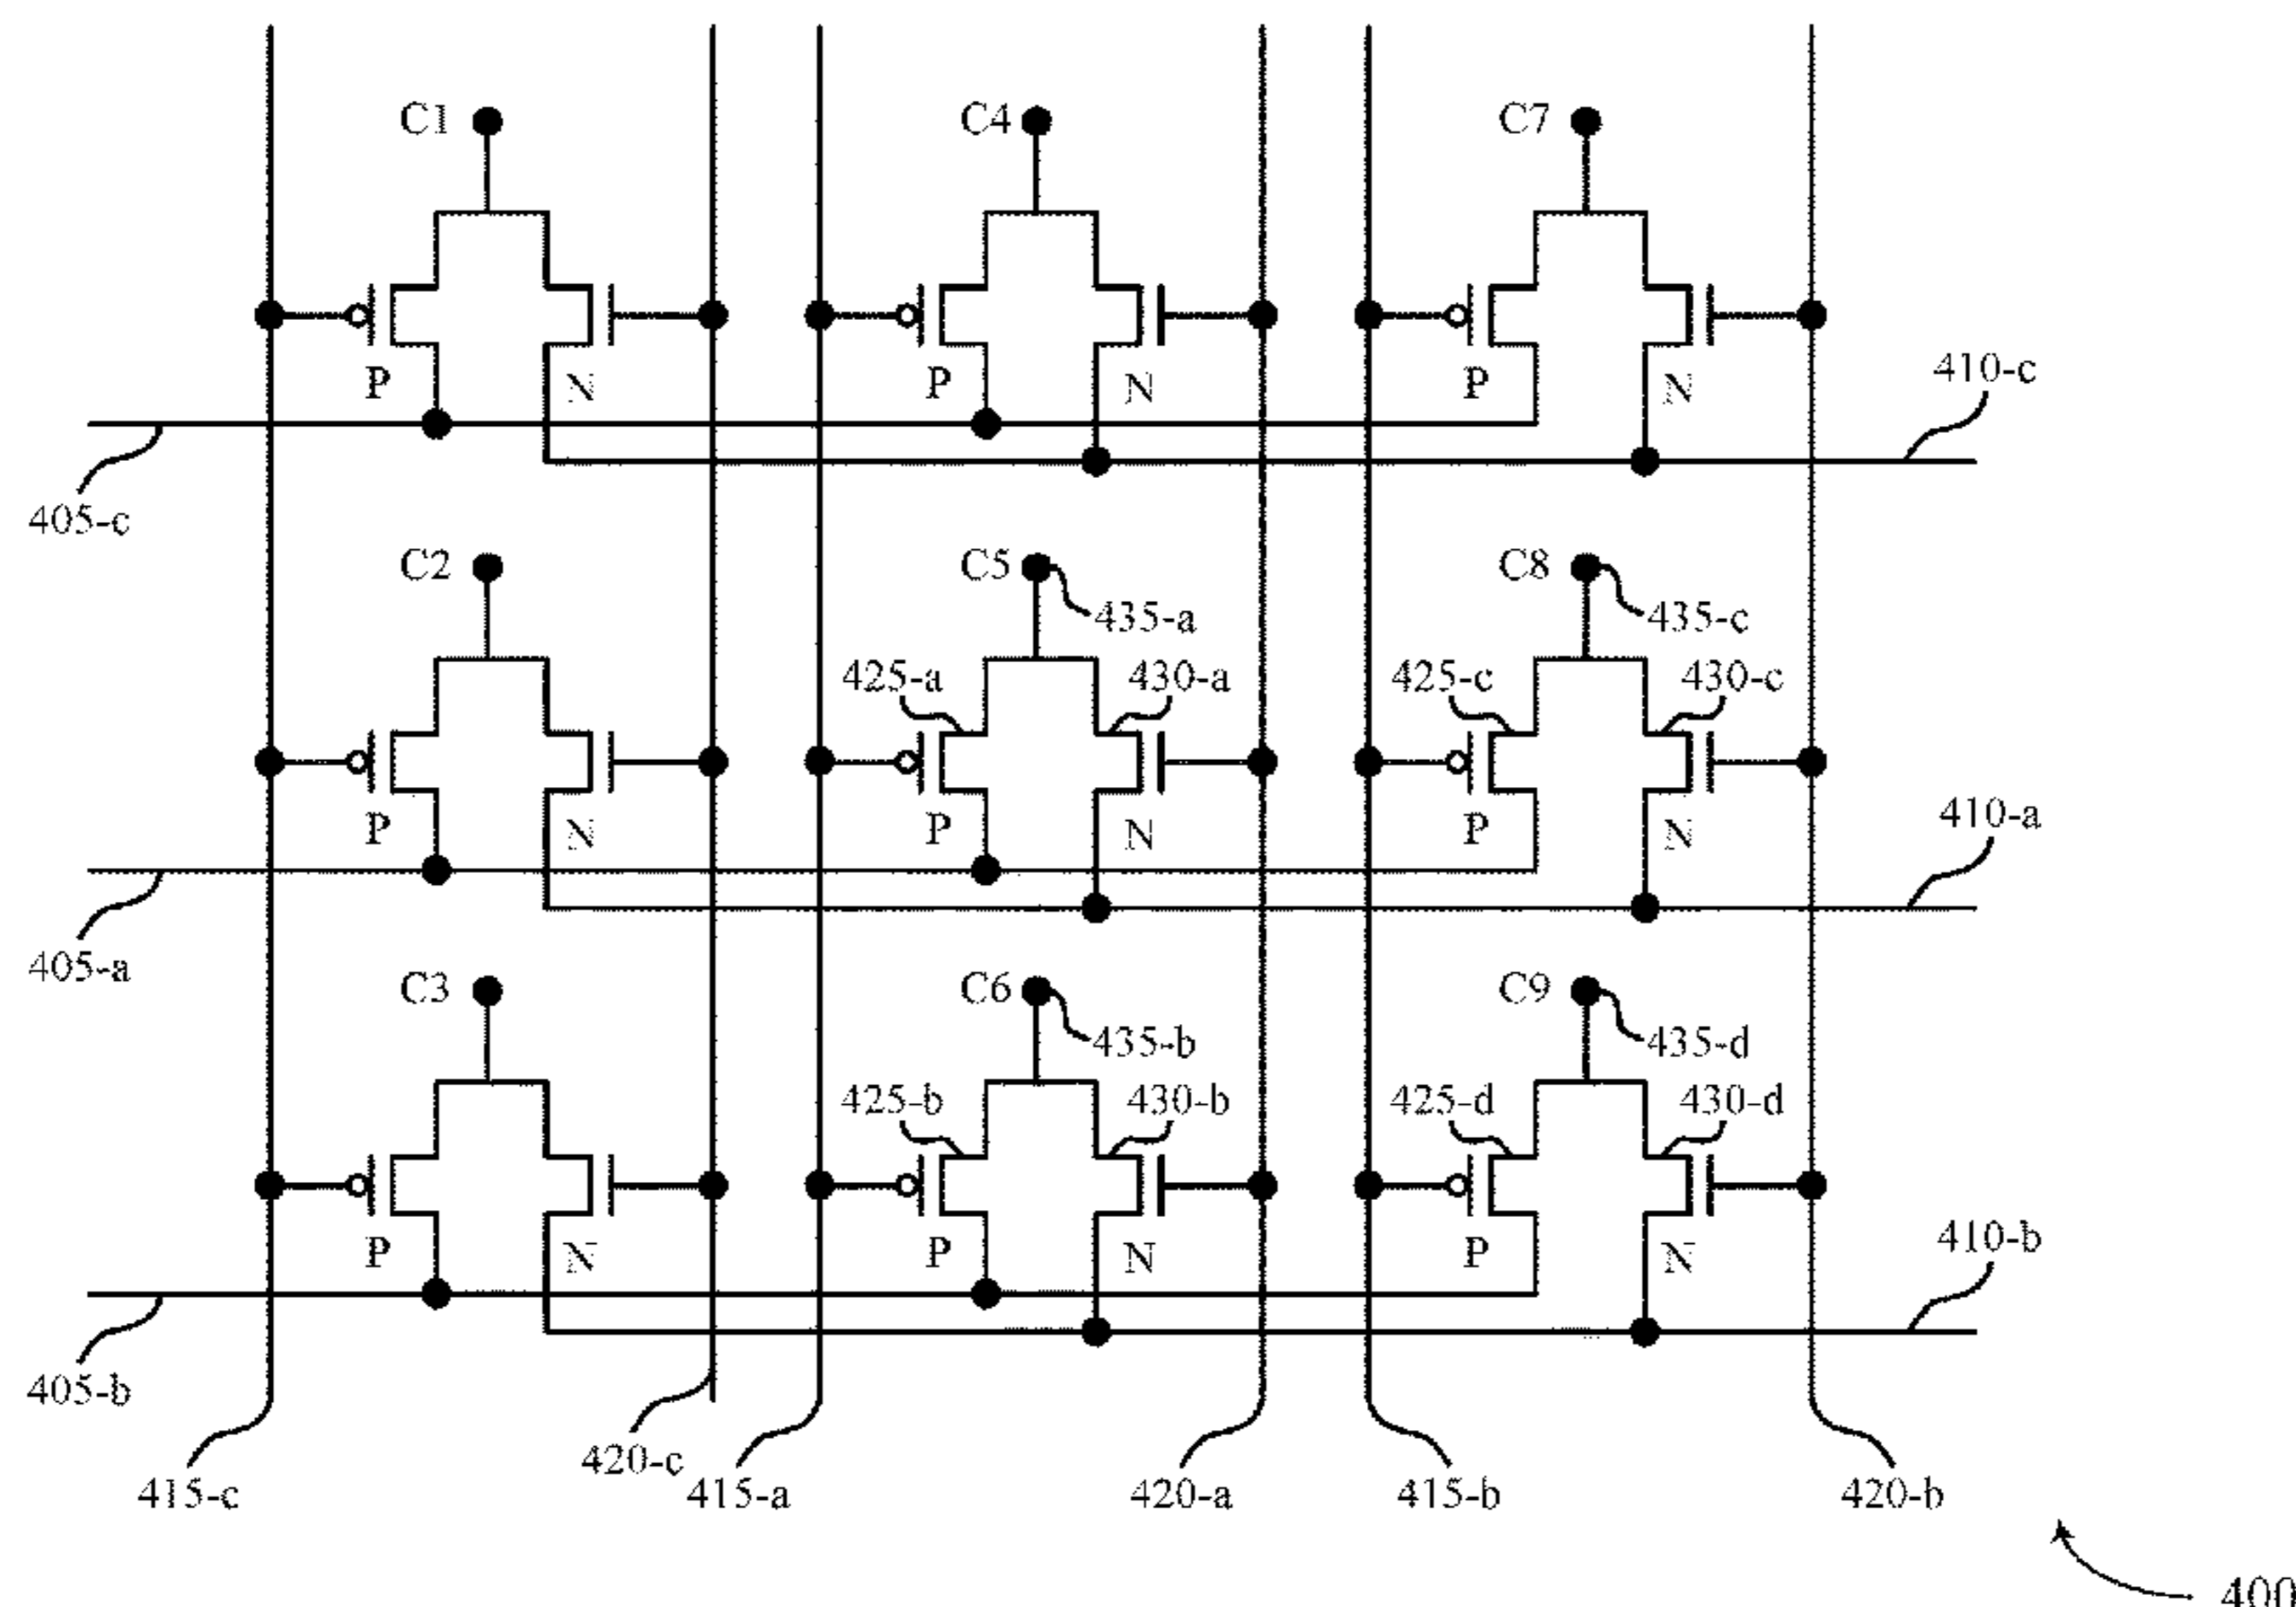 C1 C4 C7
P N P N P N
410-c
405-c
C2 C5 C8
435-a 435-c
425-a 430-a 425-c 430-c
P N P N P N
410-a
405-a
C3 C6 C9
435-b 435-d
425-b 430-b 425-d 430-d
P N P N P N
410-b
405-b
420-c
415-c 415-a 420-a 415-b 420-b
400